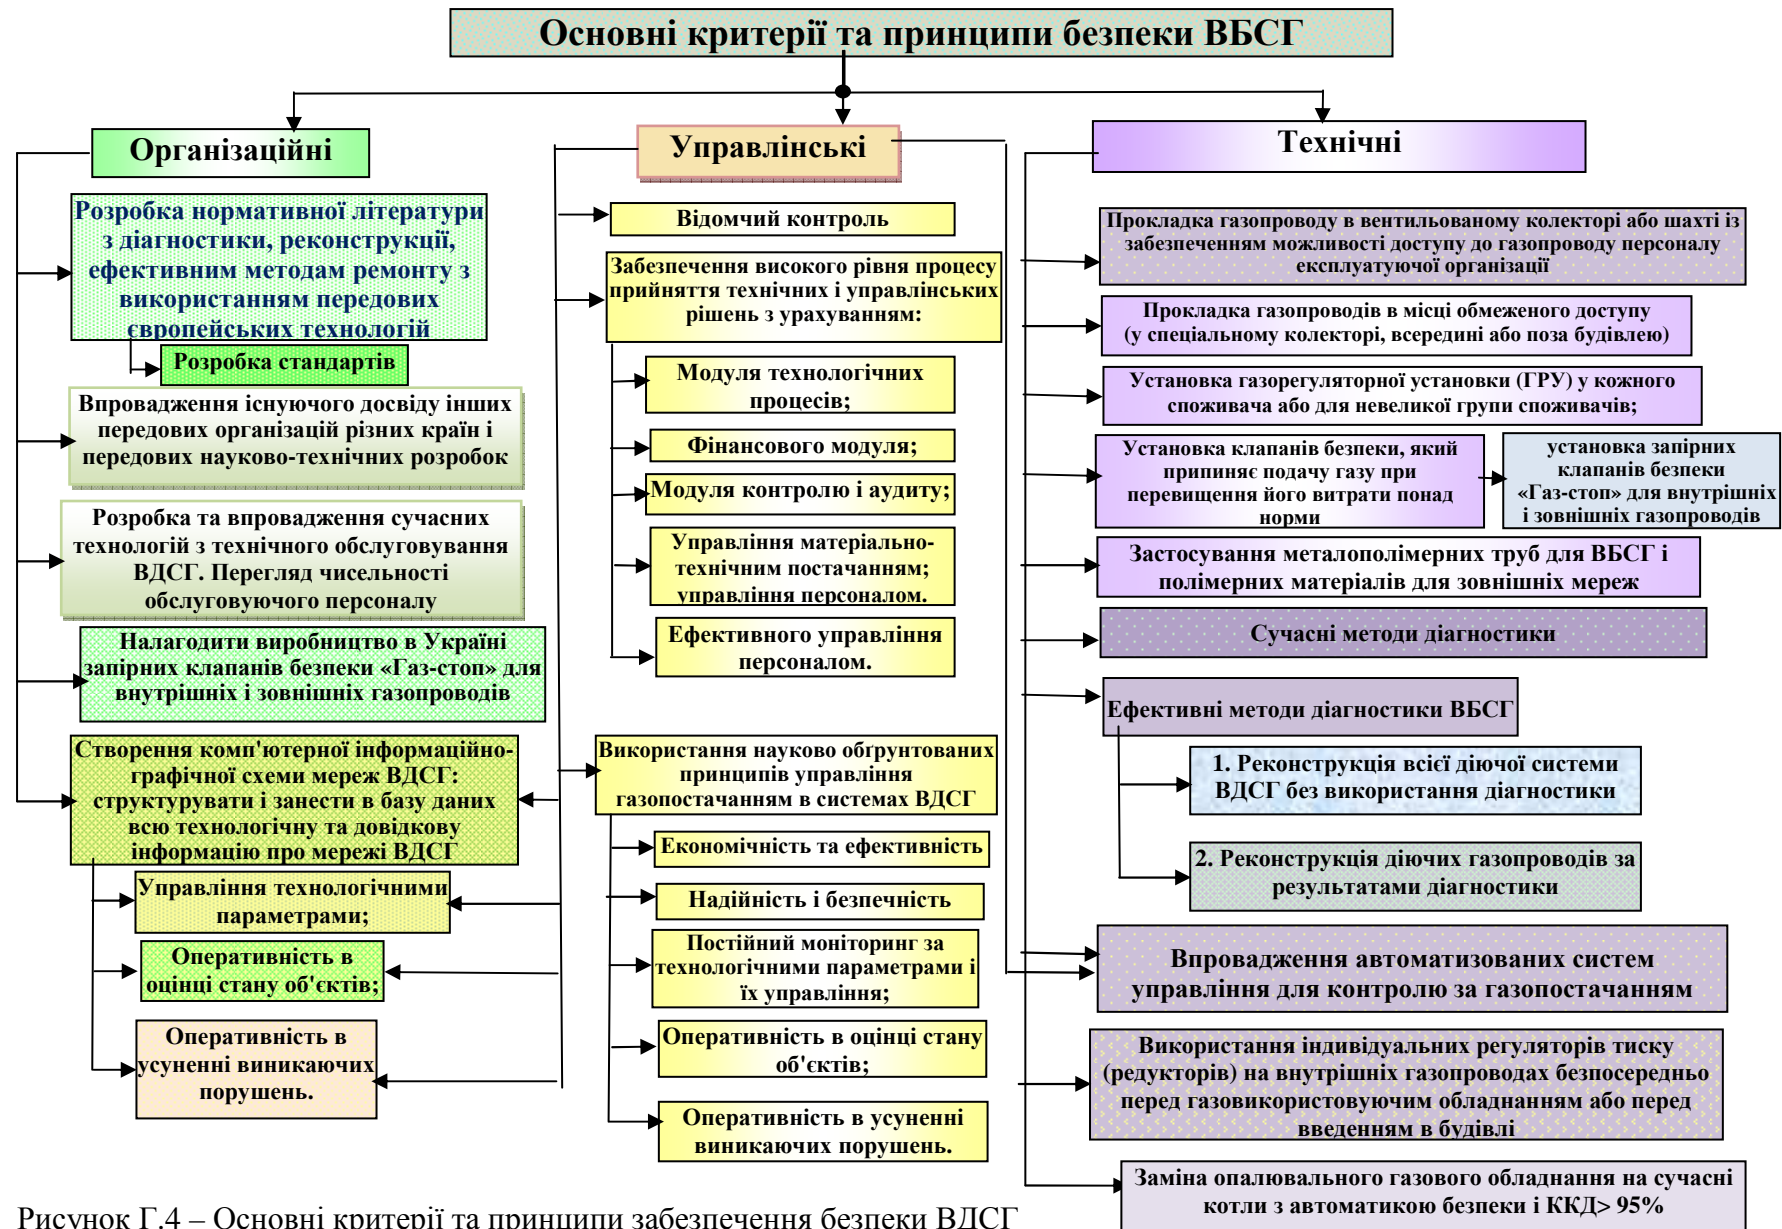 Основні критерії та принципи безпеки ВБСГ
Організаційні
Розробка нормативної літератури
з діагностики, реконструкції,
ефективним методам ремонту з
використанням передових
європейських технологій
Розробка стандартів
Впровадження існуючого досвіду інших
передових організацій різних країн і
передових науково-технічних розробок
Розробка та впровадження сучасних
технологій з технічного обслуговування
ВДСГ. Перегляд чисельності
обслуговуючого персоналу
Налагодити виробництво в Україні
запірних клапанів безпеки «Газ-стоп» для
внутрішніх і зовнішніх газопроводів
Створення комп'ютерної інформаційно-
графічної схеми мереж ВДСГ:
структурувати і занести в базу даних
всю технологічну та довідкову
інформацію про мережі ВДСГ
Управління технологічними
параметрами;
Оперативність в
оцінці стану об'єктів;
Оперативність в
усуненні виникаючих
порушень.
Управлінські
Відомчий контроль
Забезпечення високого рівня процесу
прийняття технічних і управлінських
рішень з урахуванням:
Модуля технологічних
процесів;
Фінансового модуля;
Модуля контролю і аудиту;
Управління матеріально-
технічним постачанням;
управління персоналом.
Ефективного управління
персоналом.
Використання науково обґрунтованих
принципів управління
газопостачанням в системах ВДСГ
Економічність та ефективність
Надійність і безпечність
Постійний моніторинг за
технологічними параметрами і
їх управління;
Оперативність в оцінці стану
об'єктів;
Оперативність в усуненні
виникаючих порушень.
Технічні
Прокладка газопроводу в вентильованому колекторі або шахті із
забезпеченням можливості доступу до газопроводу персоналу
експлуатуючої організації
Прокладка газопроводів в місці обмеженого доступу
(у спеціальному колекторі, всередині або поза будівлею)
Установка газорегуляторної установки (ГРУ) у кожного
споживача або для невеликої групи споживачів;
Установка клапанів безпеки, який
припиняє подачу газу при
перевищення його витрати понад
норми
установка запірних
клапанів безпеки
«Газ-стоп» для внутрішніх
і зовнішніх газопроводів
Застосування металополімерних труб для ВБСГ і
полімерних матеріалів для зовнішніх мереж
Сучасні методи діагностики
Ефективні методи діагностики ВБСГ
1. Реконструкція всієї діючої системи
ВДСГ без використання діагностики
2. Реконструкція діючих газопроводів за
результатами діагностики
Впровадження автоматизованих систем
управління для контролю за газопостачанням
Використання індивідуальних регуляторів тиску
(редукторів) на внутрішніх газопроводах безпосередньо
перед газовикористовуючим обладнанням або перед
введенням в будівлі
Заміна опалювального газового обладнання на сучасні
котли з автоматикою безпеки і ККД> 95%
Рисунок Г.4 – Основні критерії та принципи забезпечення безпеки ВДСГ